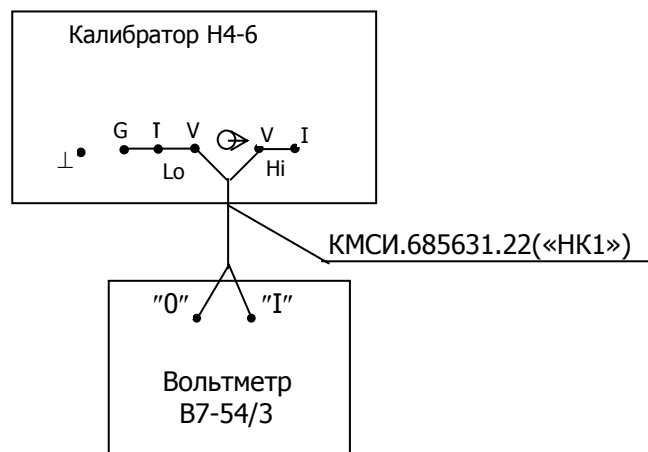 Калибратор Н4-6
G I V V I
⊥ Lo Hi
КМСИ.685631.22(«НК1»)
"0" "I"
Вольтметр
В7-54/3